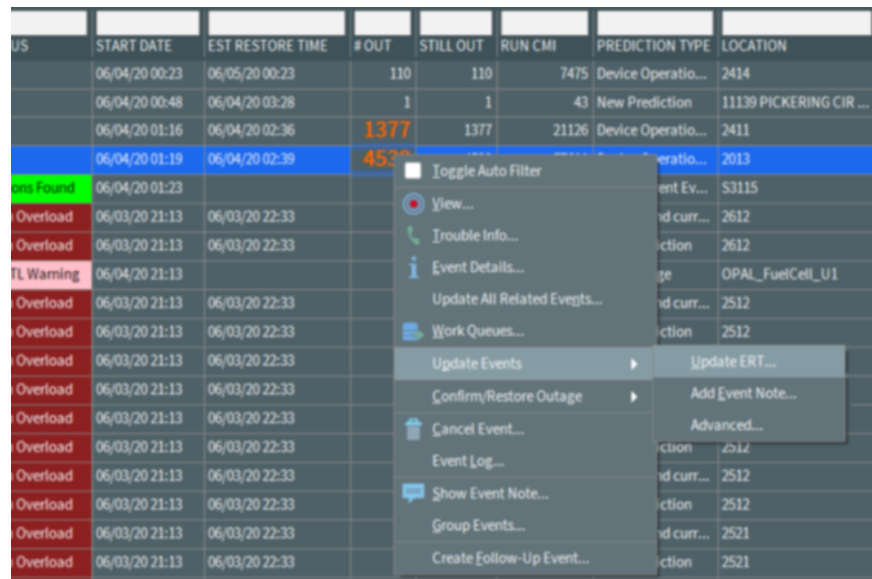 US START DATE EST RESTORE TIME # OUT STILL OUT RUN CMI PREDICTION TYPE LOCATION
06/04/20 00:23 06/05/20 00:23 110 110 7475 Device Operatio... 2414
06/04/20 00:48 06/04/20 03:28 1 1 43 New Prediction 11139 PICKERING CIR ...
06/04/20 01:16 06/04/20 02:36 1377 1377 21126 Device Operatio... 2411
06/04/20 01:19 06/04/20 02:39 453 eratio... 2013
Toggle Auto Filter
ons Found 06/04/20 01:23 ent Ev... S3115
View...
Overload 06/03/20 21:13 06/03/20 22:33 nd curr... 2612
Trouble Info...
Overload 06/03/20 21:13 06/03/20 22:33 iction 2612
Event Details...
TL Warning 06/04/20 21:13 ge OPAL_FuelCell_U1
Update All Related Events...
Overload 06/03/20 21:13 06/03/20 22:33 nd curr... 2512
Work Queues...
Overload 06/03/20 21:13 06/03/20 22:33 iction 2512
Update Events Update ERT...
Overload 06/03/20 21:13 06/03/20 22:33
Confirm/Restore Outage Add Event Note...
Overload 06/03/20 21:13 06/03/20 22:33
Cancel Event... Advanced...
Overload 06/03/20 21:13 06/03/20 22:33
Overload 06/03/20 21:13 06/03/20 22:33 iction 2512
Event Log...
Overload 06/03/20 21:13 06/03/20 22:33 nd curr... 2512
Show Event Note...
Overload 06/03/20 21:13 06/03/20 22:33 iction 2512
Group Events...
Overload 06/03/20 21:13 06/03/20 22:33 nd curr... 2521
Create Follow-Up Event...
Overload 06/03/20 21:13 06/03/20 22:33 iction 2521